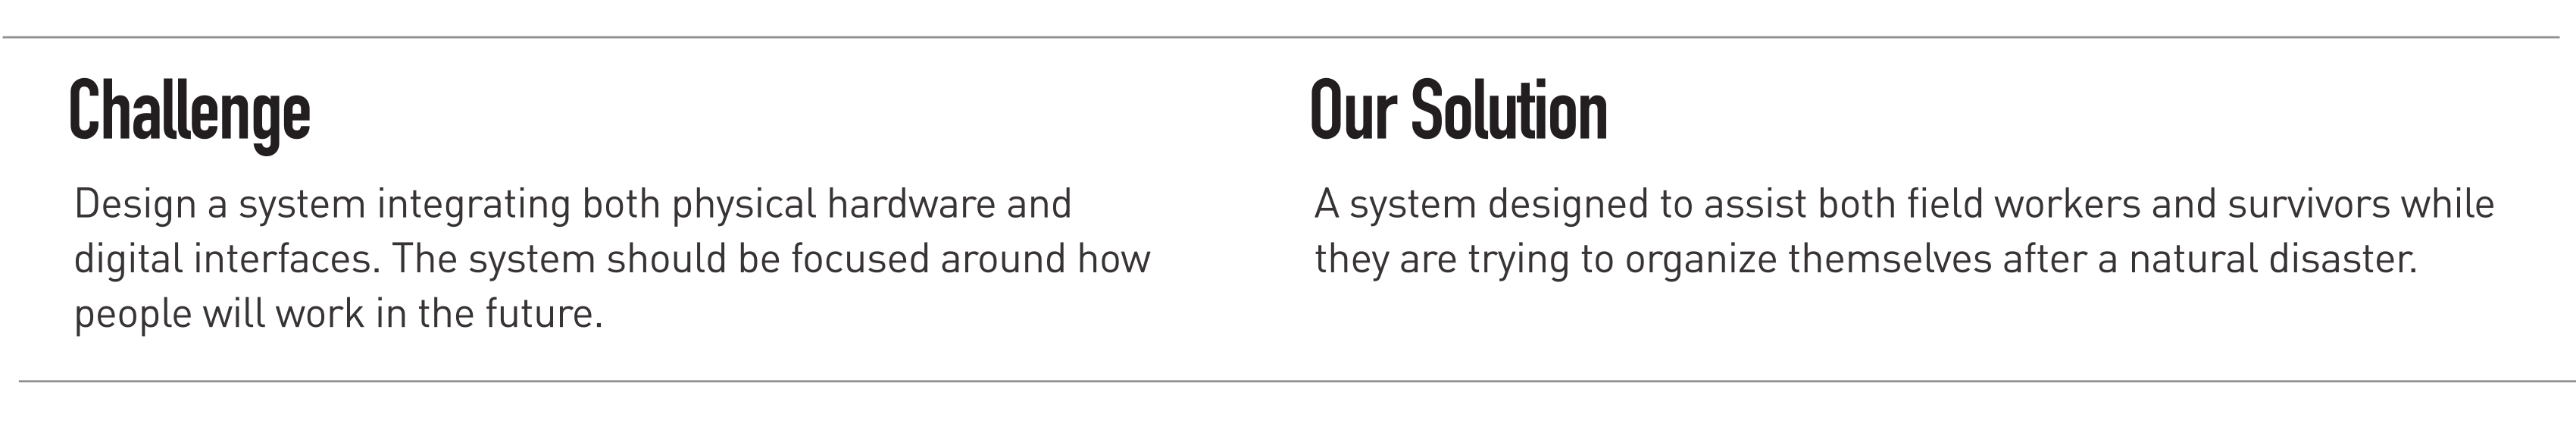 Challenge
Design a system integrating both physical hardware and
digital interfaces. The system should be focused around how
people will work in the future.
Our Solution
A system designed to assist both field workers and survivors while
they are trying to organize themselves after a natural disaster.